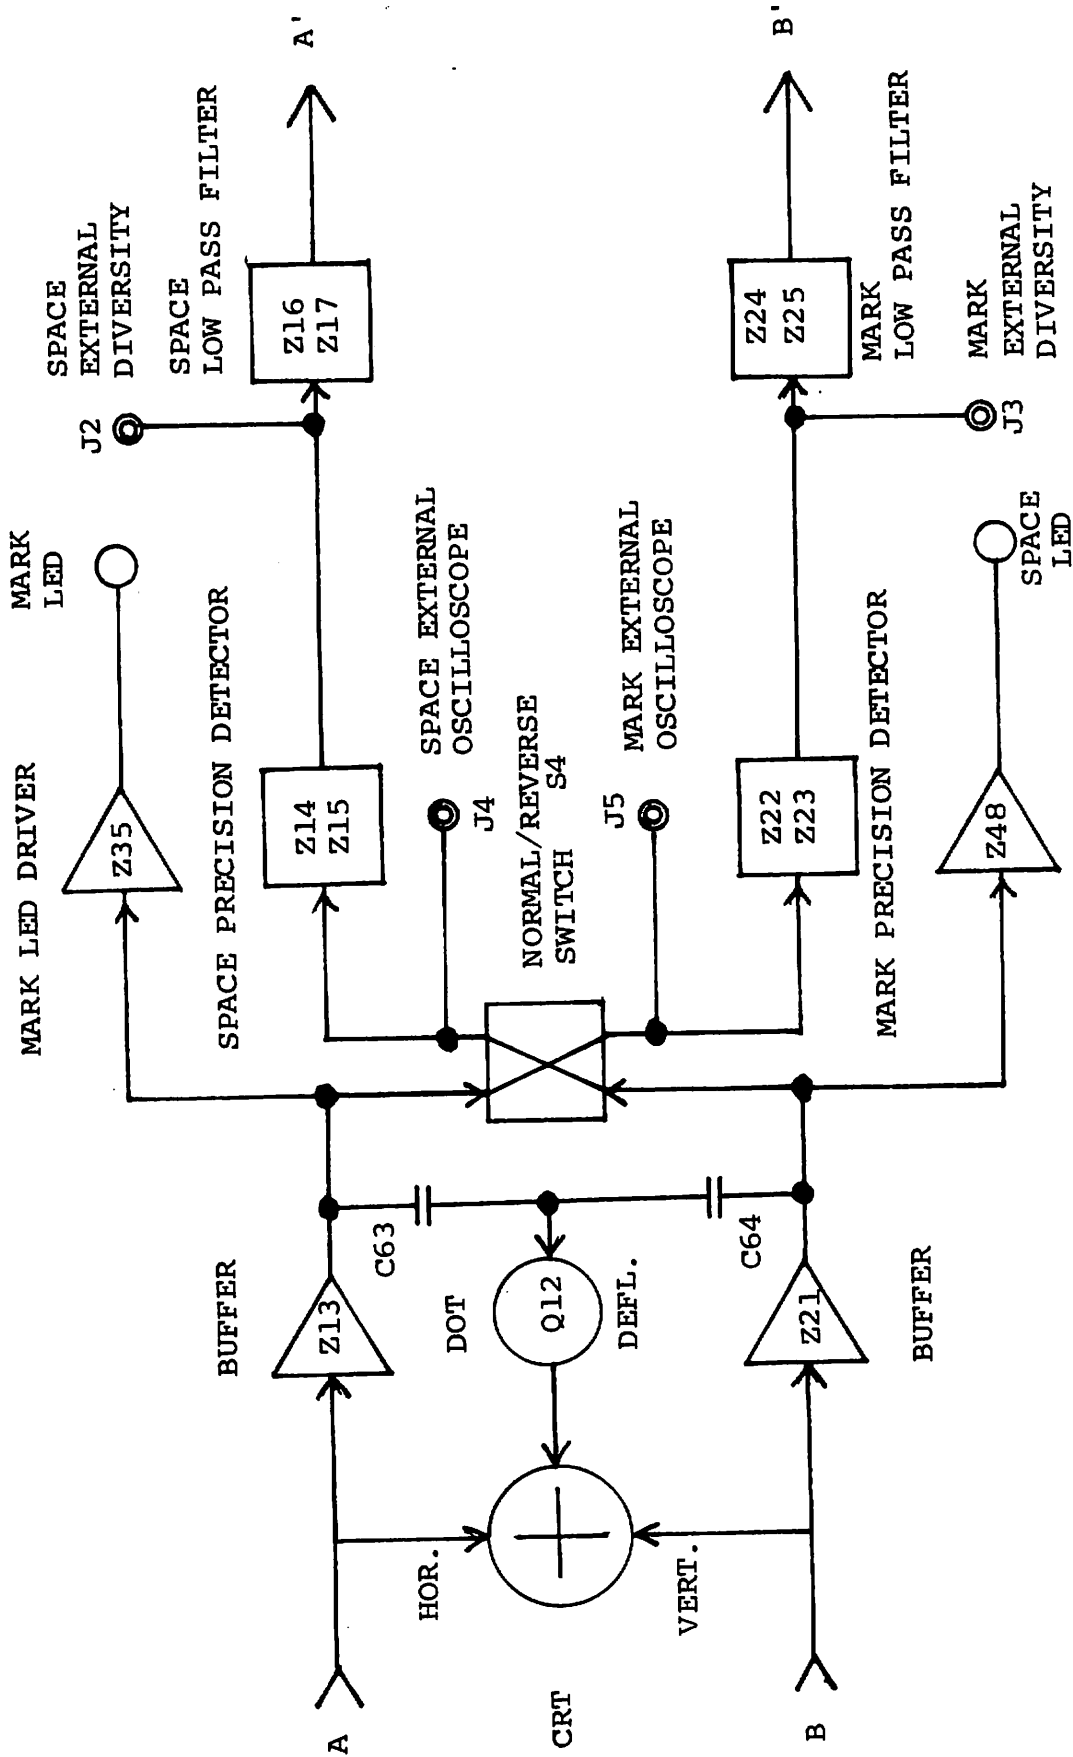 MARK LED DRIVER
MARK
LED
Z35
SPACE PRECISION DETECTOR
J2
SPACE
EXTERNAL
DIVERSITY
SPACE
LOW PASS FILTER
A
BUFFER
Z13
Z14
Z15
Z16
Z17
A'
HOR.
C63
SPACE EXTERNAL
OSCILLOSCOPE
J4
CRT
DOT
Q12
DEFL.
NORMAL/REVERSE
SWITCH S4
J5
MARK EXTERNAL
OSCILLOSCOPE
VERT.
C64
B
Z21
BUFFER
Z22
Z23
MARK PRECISION DETECTOR
Z24
Z25
MARK
LOW PASS FILTER
B'
Z48
SPACE
LED
J3
MARK
EXTERNAL
DIVERSITY